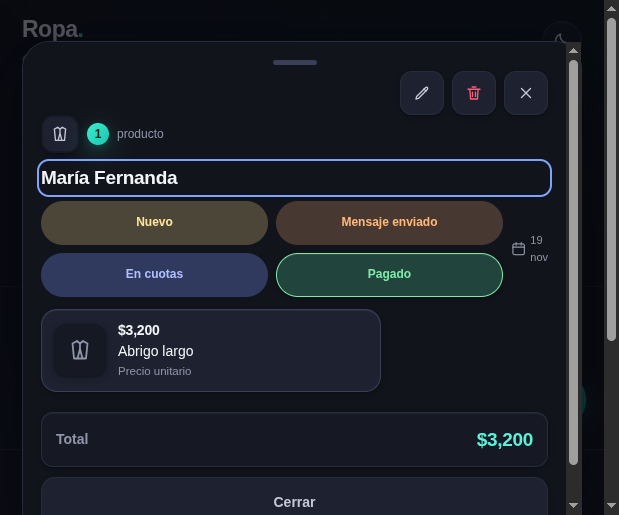 Ropa.
1 producto
María Fernanda
Nuevo
Mensaje enviado
En cuotas
Pagado
19
nov
$3,200
Abrigo largo
Precio unitario
Total
$3,200
Cerrar